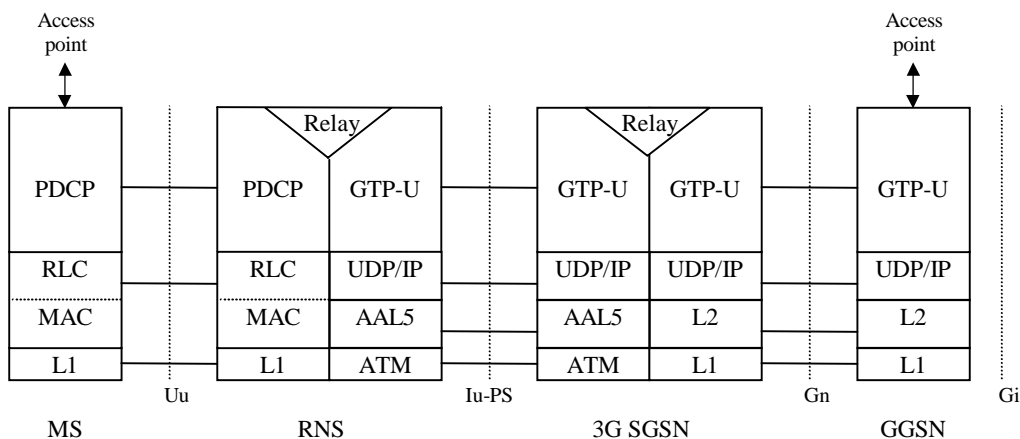 Access
point
Access
point
Relay
Relay
PDCP
PDCP
GTP-U
GTP-U
GTP-U
GTP-U
RLC
RLC
UDP/IP
UDP/IP
UDP/IP
UDP/IP
MAC
MAC
AAL5
AAL5
L2
L2
L1
L1
ATM
ATM
L1
L1
Uu
Iu-PS
Gn
Gi
MS
RNS
3G SGSN
GGSN